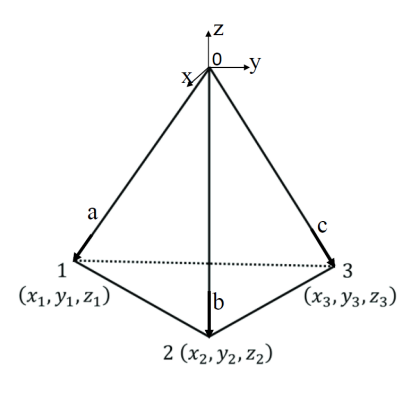 z
0
y
x
a
c
1
3
(x₁, y₁, z₁)
b
(x₃, y₃, z₃)
2 (x₂, y₂, z₂)